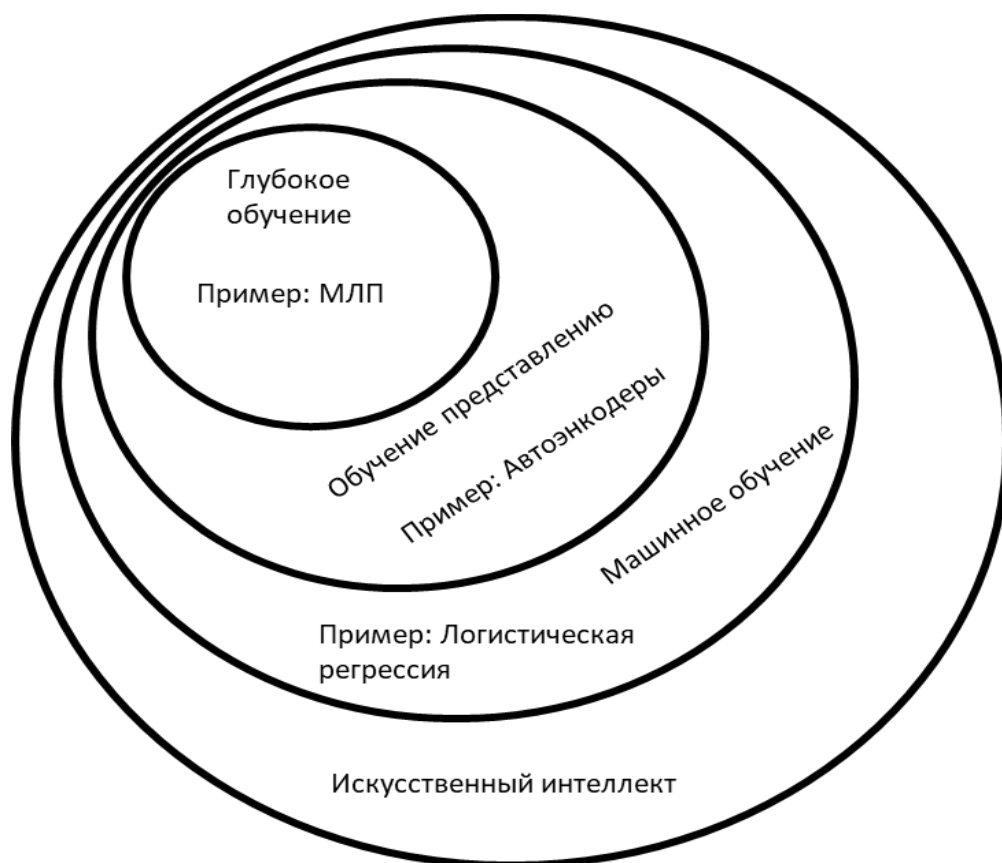 Глубокое
обучение
Пример: МЛП
Обучение представлению
Пример: Автоэнкодеры
Машинное обучение
Пример: Логистическая
регрессия
Искусственный интеллект